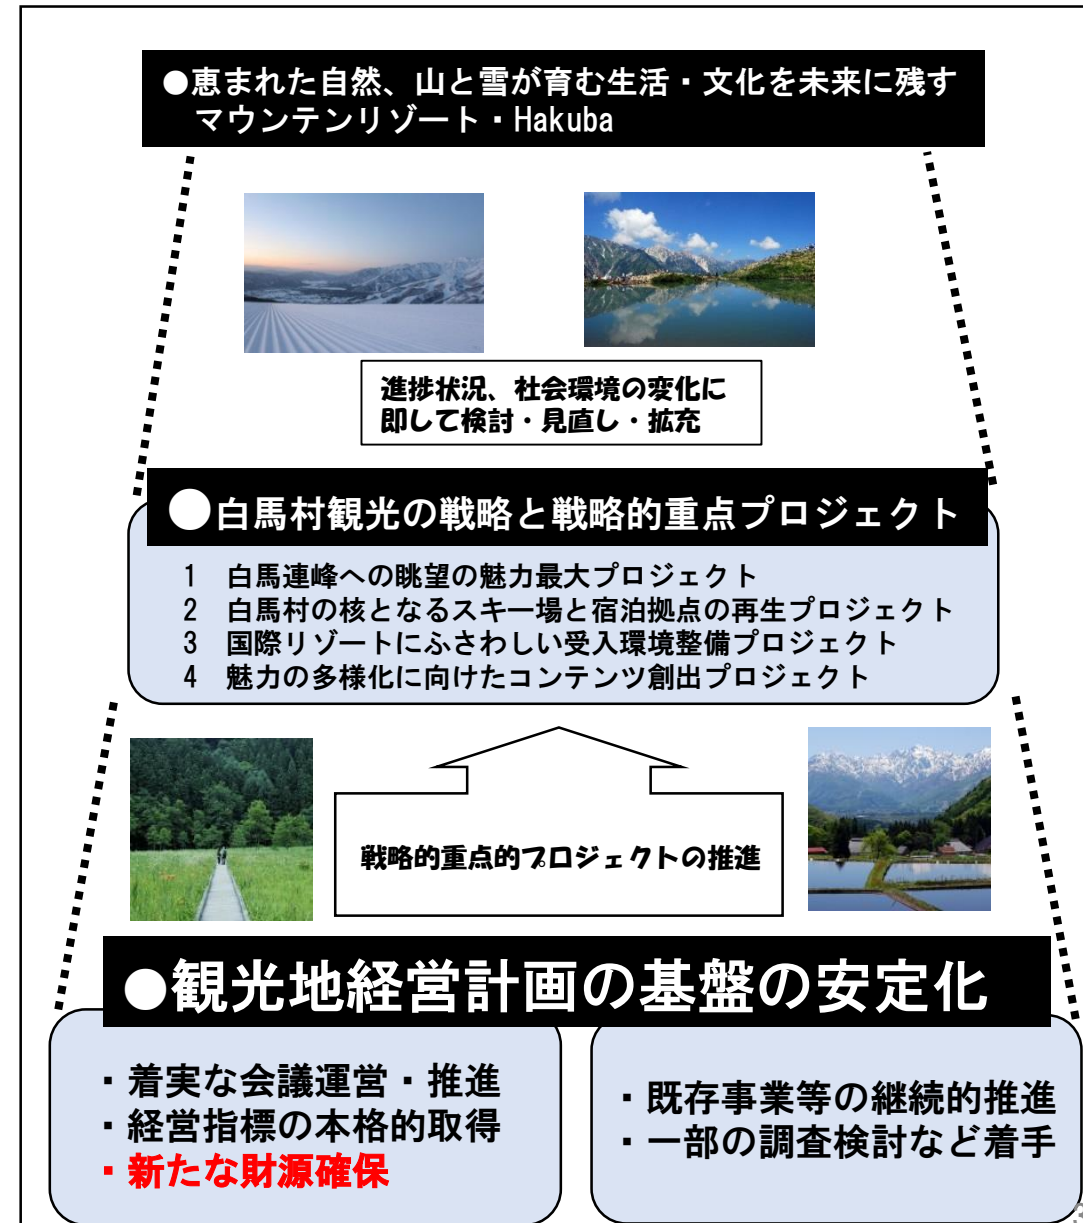 ●恵まれた自然、山と雪が育む生活・文化を未来に残す
マウンテンリゾート・Hakuba
進捗状況、社会環境の変化に
即して検討・見直し・拡充
●白馬村観光の戦略と戦略的重点プロジェクト
1 白馬連峰への眺望の魅力最大プロジェクト
2 白馬村の核となるスキー場と宿泊拠点の再生プロジェクト
3 国際リゾートにふさわしい受入環境整備プロジェクト
4 魅力の多様化に向けたコンテンツ創出プロジェクト
戦略的重点的プロジェクトの推進
●観光地経営計画の基盤の安定化
・着実な会議運営・推進
・経営指標の本格的取得
・新たな財源確保
・既存事業等の継続的推進
・一部の調査検討など着手